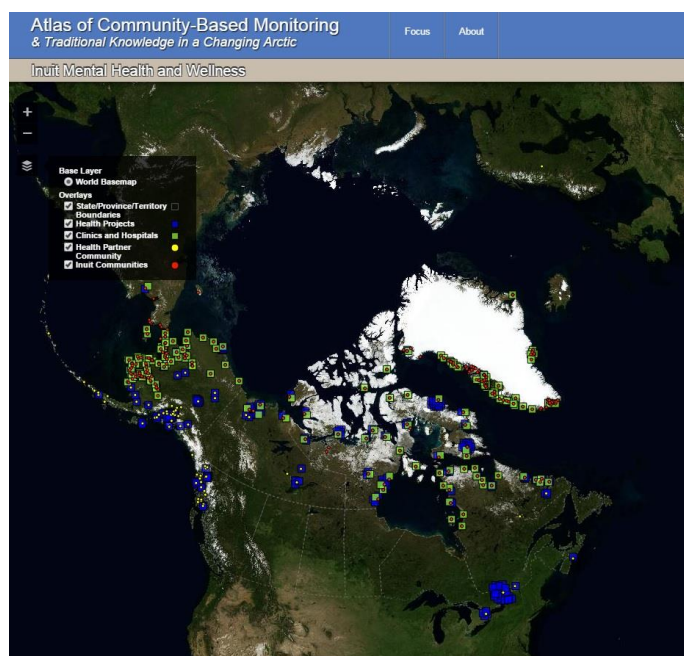 Atlas of Community-Based Monitoring
& Traditional Knowledge in a Changing Arctic
Focus
About
Inuit Mental Health and Wellness
+
−
Base Layer
World Basemap
Overlays
State/Province/Territory
Boundaries
Health Projects
Clinics and Hospitals
Health Partner
Community
Inuit Communities